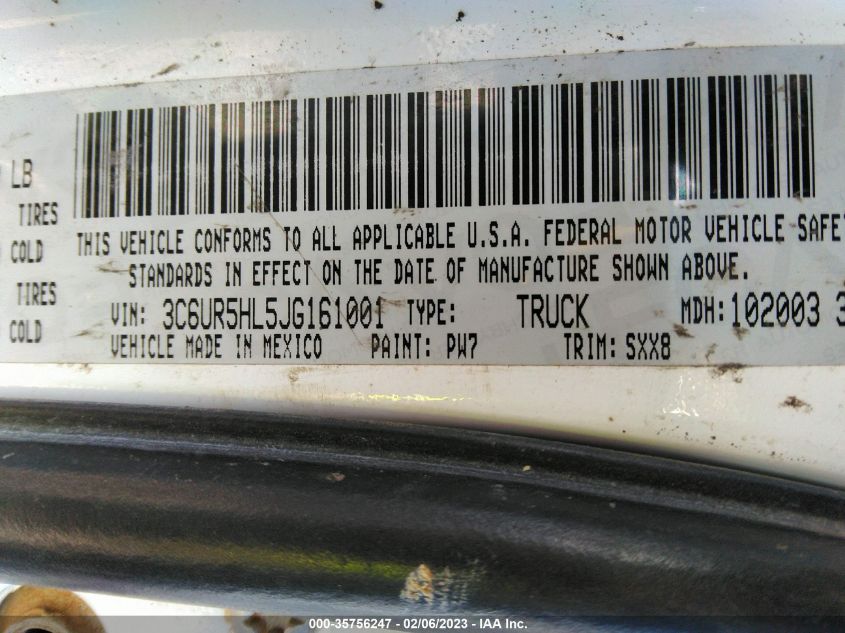 LB
TIRES
COLD
TIRES
COLD
THIS VEHICLE CONFORMS TO ALL APPLICABLE U.S.A. FEDERAL MOTOR VEHICLE SAFE
STANDARDS IN EFFECT ON THE DATE OF MANUFACTURE SHOWN ABOVE.
VIN: 3C6UR5HL5JG161001 TYPE: TRUCK MDH: 102003 3
VEHICLE MADE IN MEXICO PAINT: PW7 TRIM: SXX8
000-35756247 - 02/06/2023 - IAA Inc.